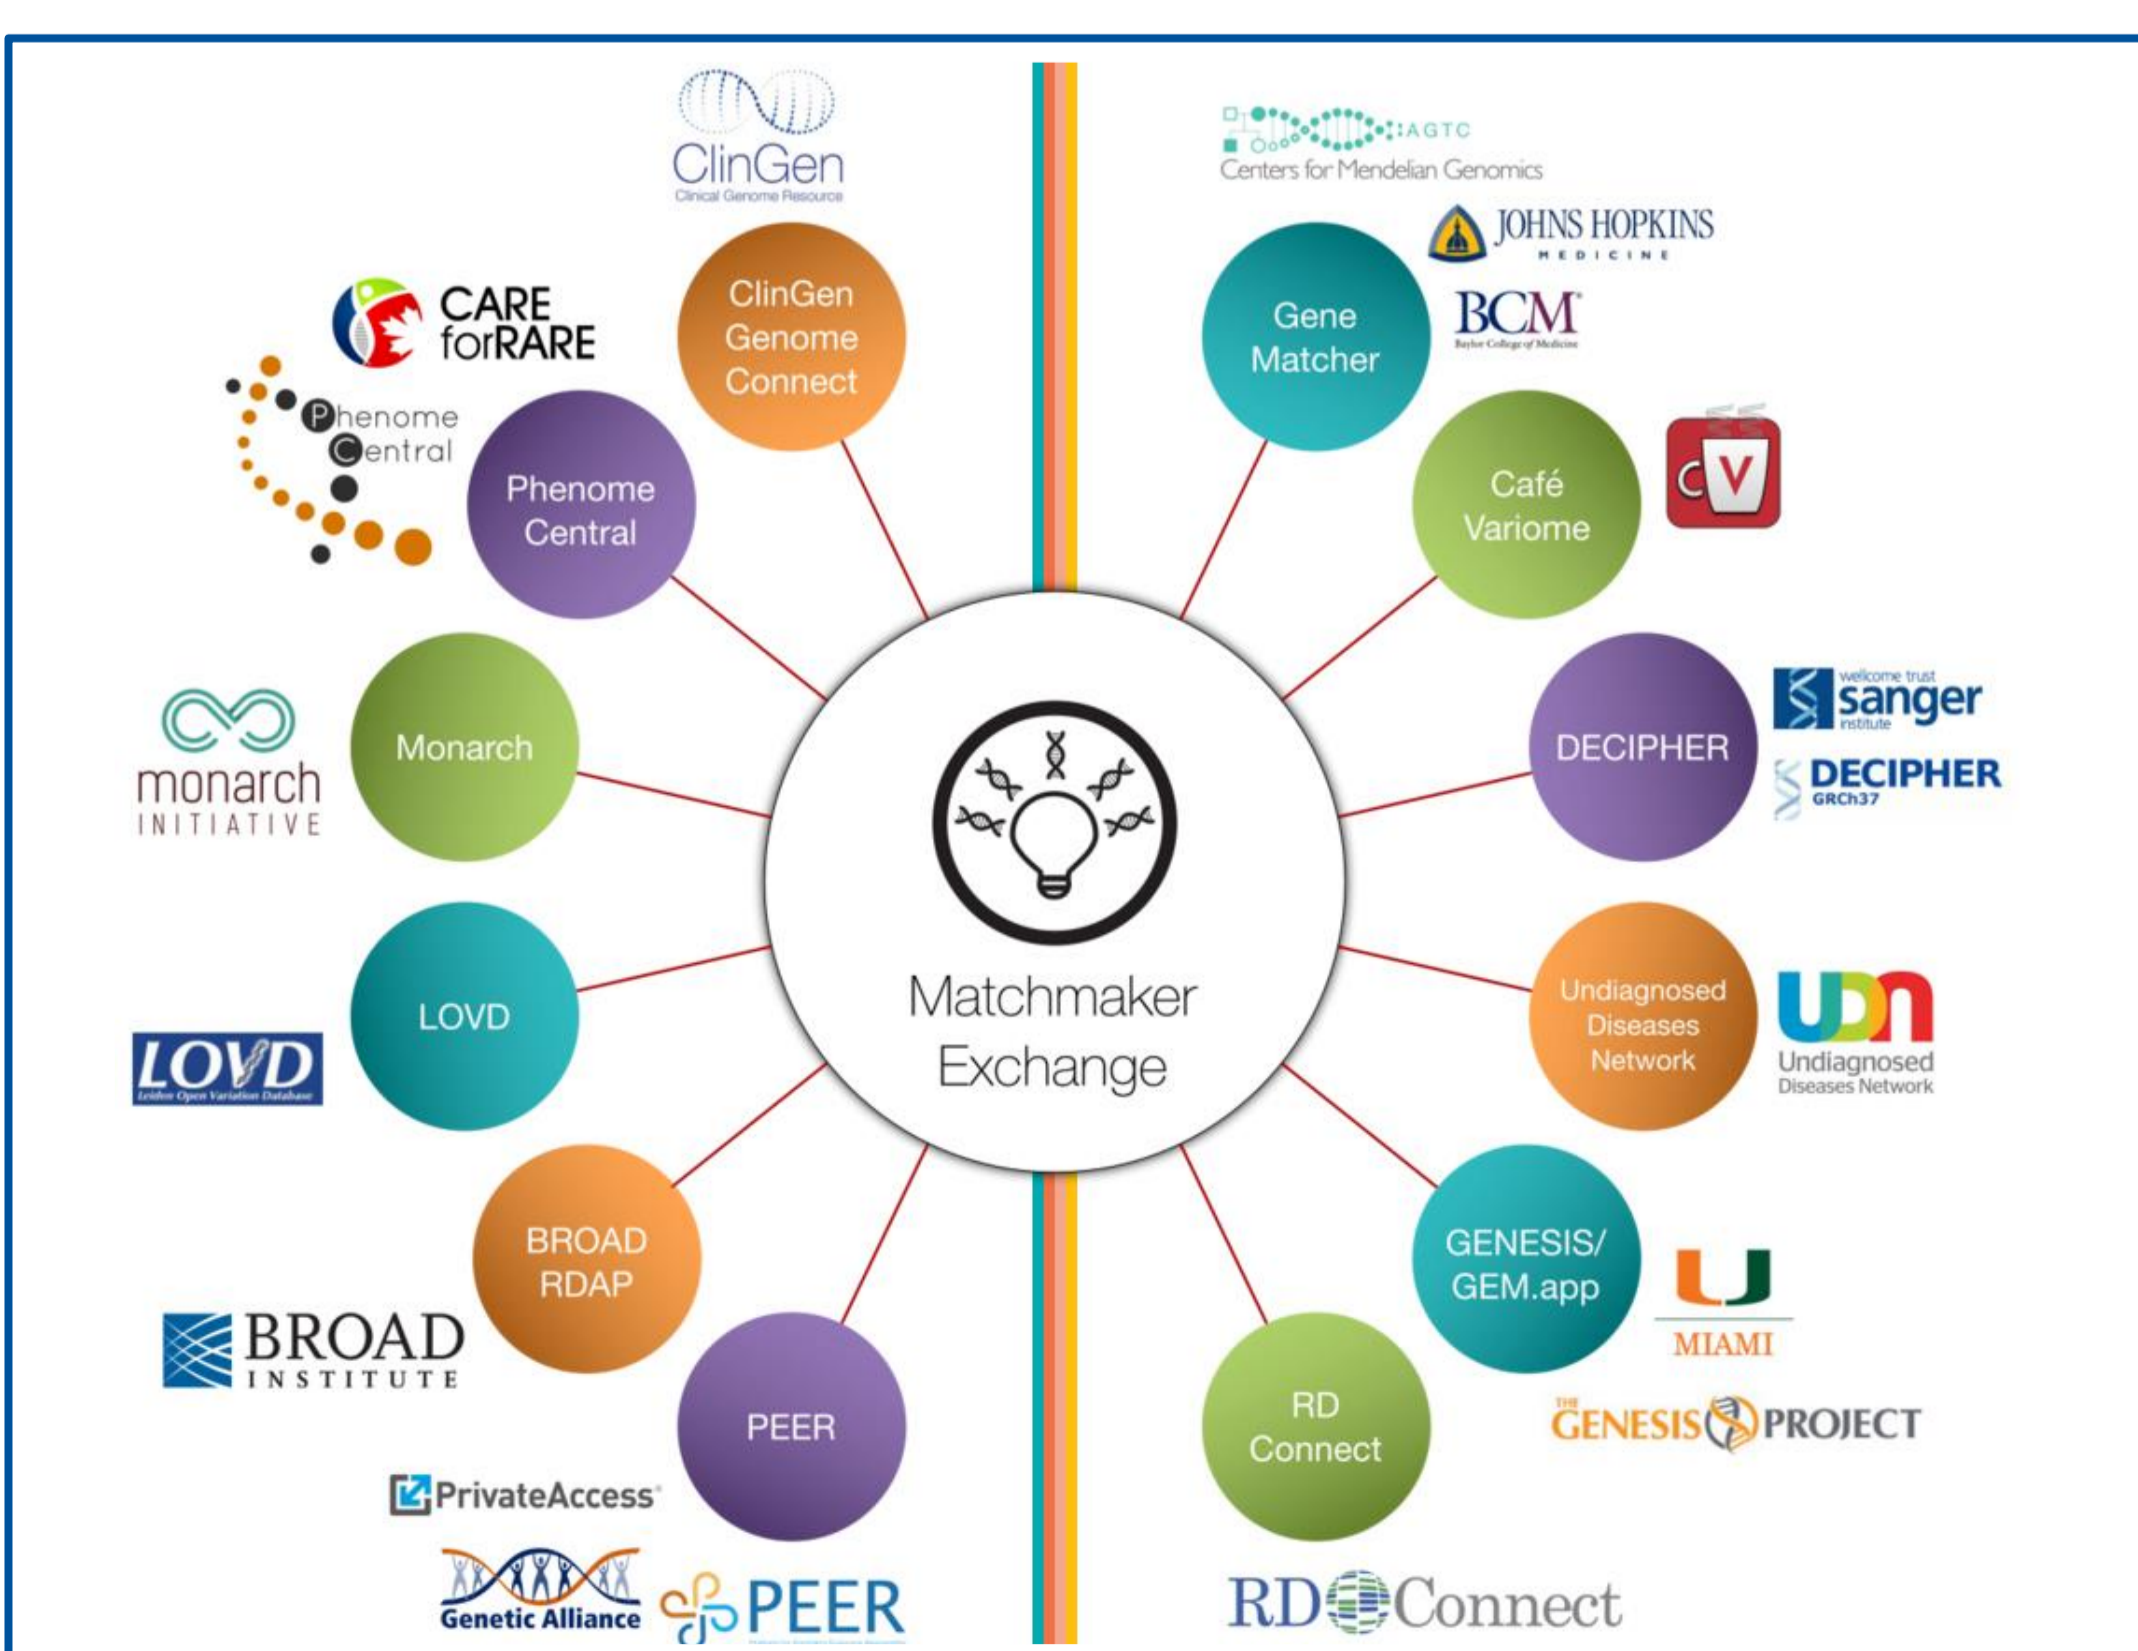 ClinGen
Clinical Genome Resource
AGTC
Centers for Mendelian Genomics
JOHNS HOPKINS
MEDICINE
BCM
Baylor College of Medicine
CARE
forRARE
ClinGen
Genome
Connect
Gene
Matcher
Phenome
Central
Phenome
Central
Café
Variome
cV
Monarch
monarch
INITIATIVE
DECIPHER
wellcome trust
sanger
institute
DECIPHER
GRCh37
Matchmaker
Exchange
LOVD
LOVD
Leiden Open Variation Database
Undiagnosed
Diseases
Network
UDN
Undiagnosed
Diseases Network
BROAD
RDAP
BROAD
INSTITUTE
GENESIS/
GEM.app
U
MIAMI
THE
GENESIS PROJECT
PEER
PrivateAccess
Genetic Alliance
PEER
RD
Connect
RD Connect